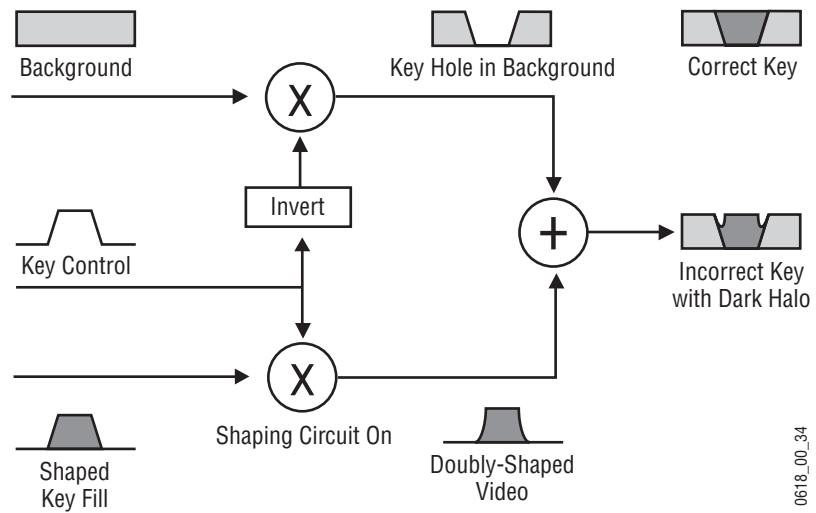 Background
Key Hole in Background
Correct Key
X
Invert
Key Control
+
Incorrect Key
with Dark Halo
X
Shaping Circuit On
Shaped
Key Fill
Doubly-Shaped
Video
0618_00_34